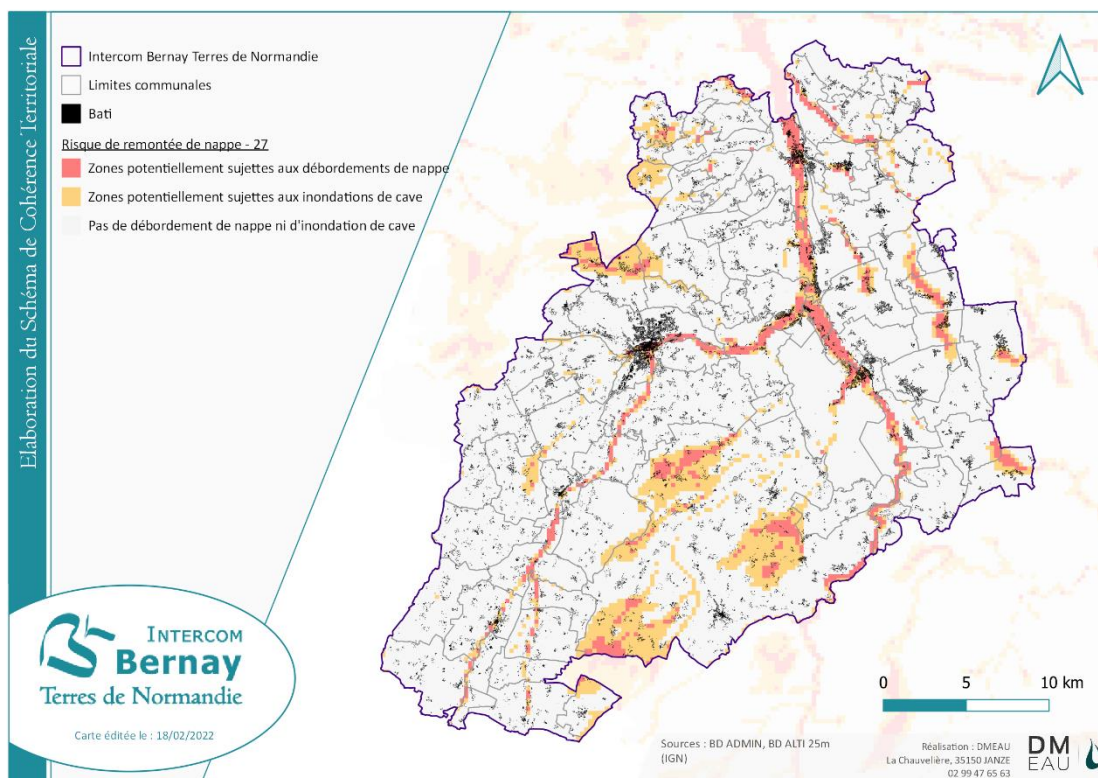 Elaboration du Schéma de Cohérence Territoriale
Intercom Bernay Terres de Normandie
Limites communales
Bati
Risque de remontée de nappe - 27
Zones potentiellement sujettes aux débordements de nappe
Zones potentiellement sujettes aux inondations de cave
Pas de débordement de nappe ni d'inondation de cave
INTERCOM
Bernay
Terres de Normandie
Carte éditée le : 18/02/2022
0 5 10 km
Sources : BD ADMIN, BD ALTI 25m
(IGN)
Réalisation : DMEAU
La Chauvelière, 35150 JANZE
02 99 47 65 63
DM
EAU